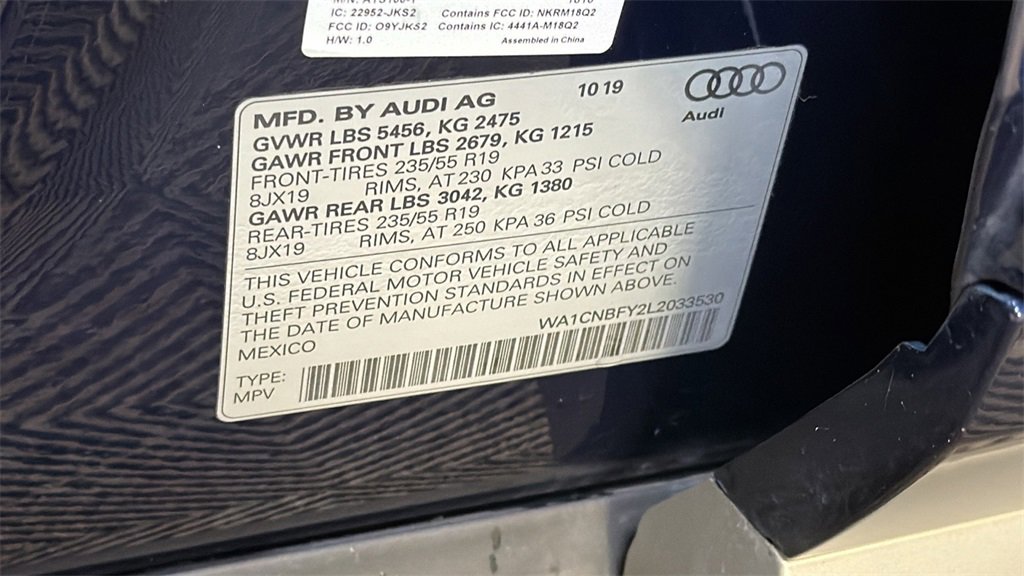 IC: 22952-JKS2 Contains FCC ID: NKRM18Q2
FCC ID: O9YJKS2 Contains IC: 4441A-M18Q2
H/W: 1.0 Assembled in China
MFD. BY AUDI AG 10 19
Audi
GVWR LBS 5456, KG 2475
GAWR FRONT LBS 2679, KG 1215
FRONT-TIRES 235/55 R19
8JX19 RIMS, AT 230 KPA 33 PSI COLD
GAWR REAR LBS 3042, KG 1380
REAR-TIRES 235/55 R19
8JX19 RIMS, AT 250 KPA 36 PSI COLD
THIS VEHICLE CONFORMS TO ALL APPLICABLE
U.S. FEDERAL MOTOR VEHICLE SAFETY AND
THEFT PREVENTION STANDARDS IN EFFECT ON
THE DATE OF MANUFACTURE SHOWN ABOVE.
MEXICO WA1CNBFY2L2033530
TYPE:
MPV